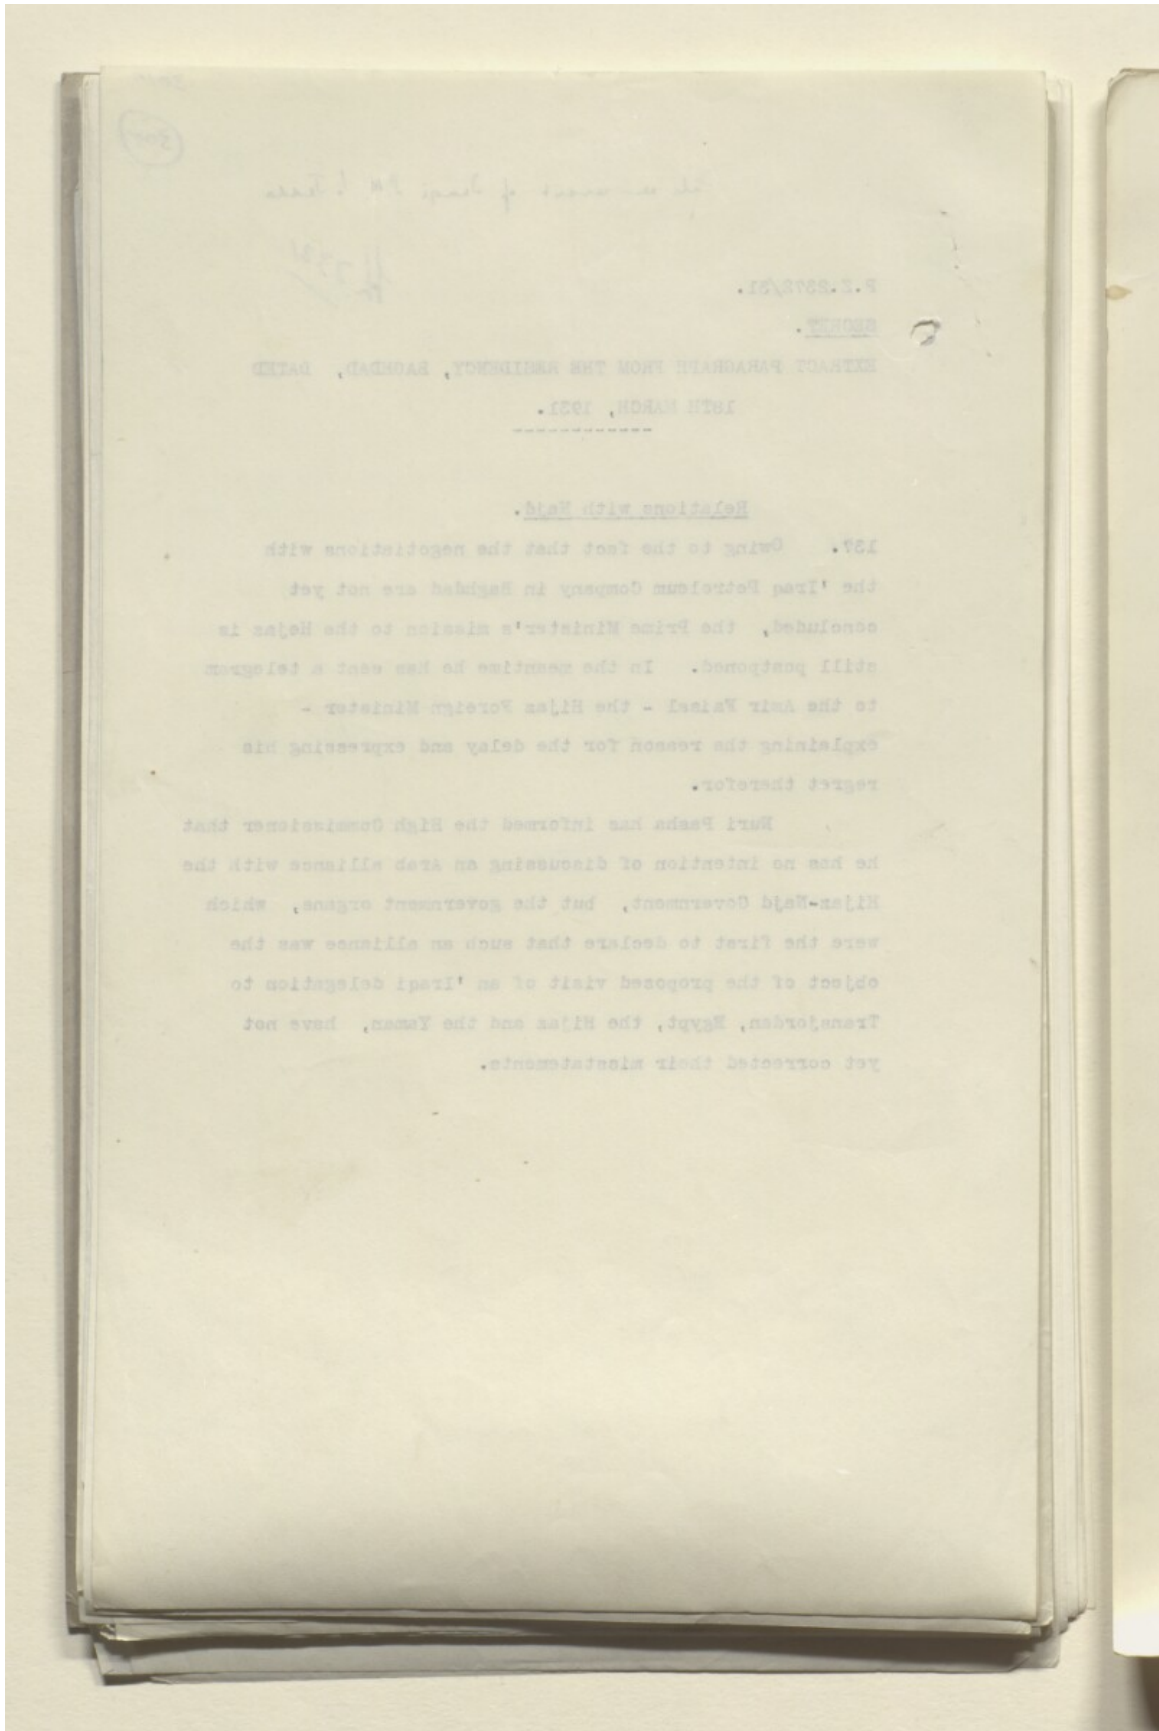 P.Z.2372/31.
SECRET.
EXTRACT PARAGRAPH FROM THE RESIDENCY, BAGHDAD, DATED
18TH MARCH, 1931.
------------
Relations with Najd.
137. Owing to the fact that the negotiations with
the 'Iraq Petroleum Company in Baghdad are not yet
concluded, the Prime Minister's mission to the Hejaz is
still postponed. In the meantime he has sent a telegram
to the Amir Faisal - the Hijaz Foreign Minister -
explaining the reason for the delay and expressing his
regret therefor.
Nuri Pasha has informed the High Commissioner that
he has no intention of discussing an Arab alliance with the
Hijaz-Najd Government, but the government organs, which
were the first to declare that such an alliance was the
object of the proposed visit of an 'Iraqi delegation to
Transjordan, Egypt, the Hijaz and the Yaman, have not
yet corrected their misstatements.